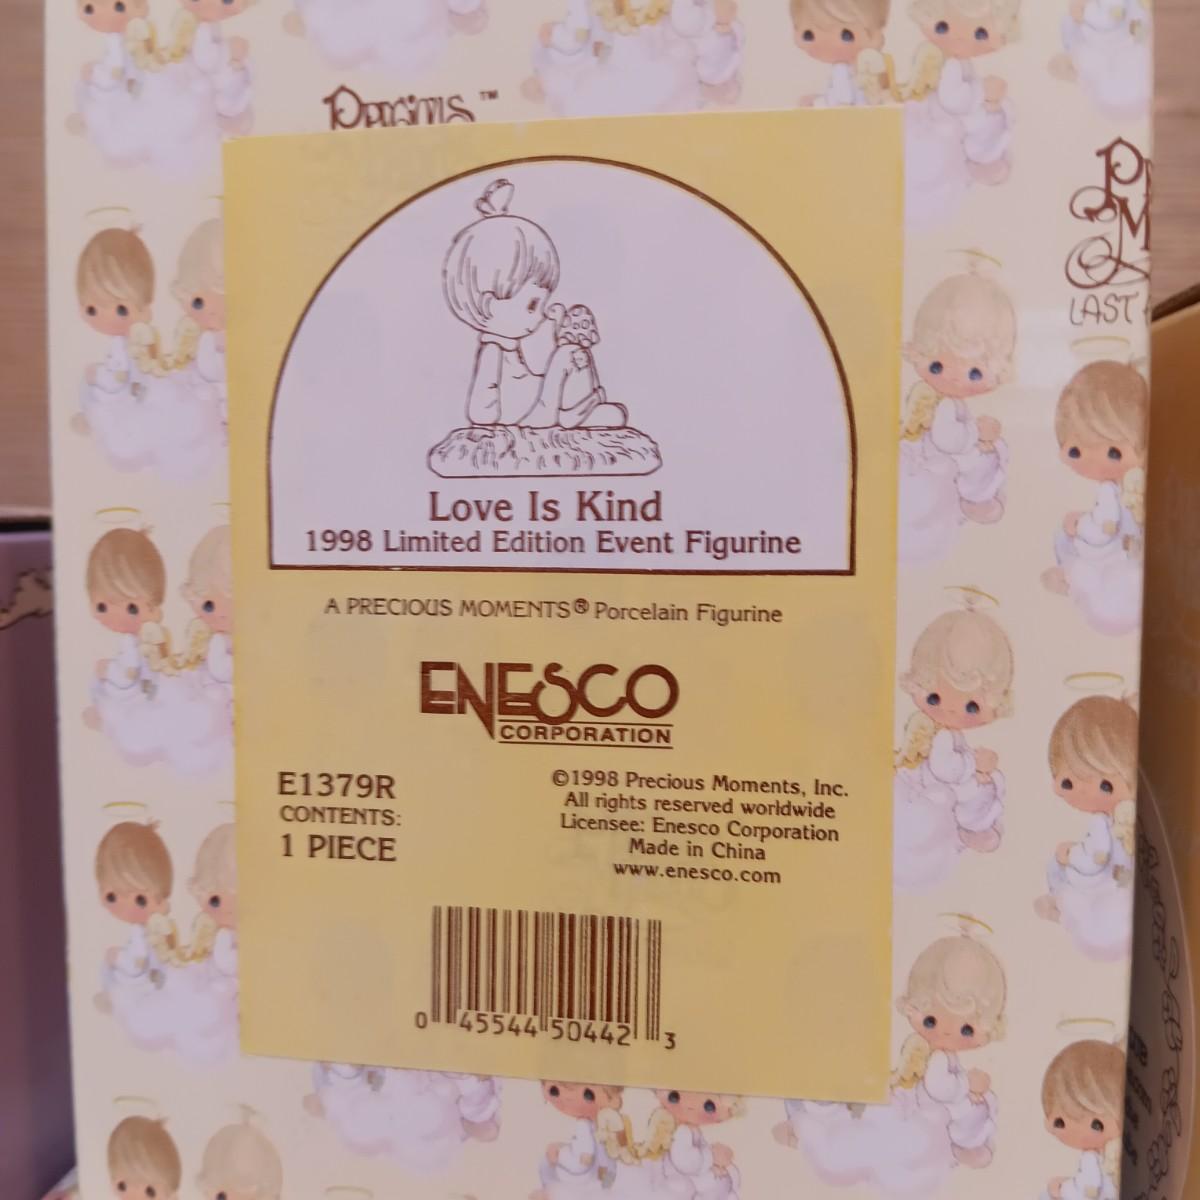 Love Is Kind
1998 Limited Edition Event Figurine
A PRECIOUS MOMENTS® Porcelain Figurine
ENESCO
CORPORATION
E1379R
CONTENTS:
1 PIECE
©1998 Precious Moments, Inc.
All rights reserved worldwide
Licensee: Enesco Corporation
Made in China
www.enesco.com
0 45544 50442 3
LAST